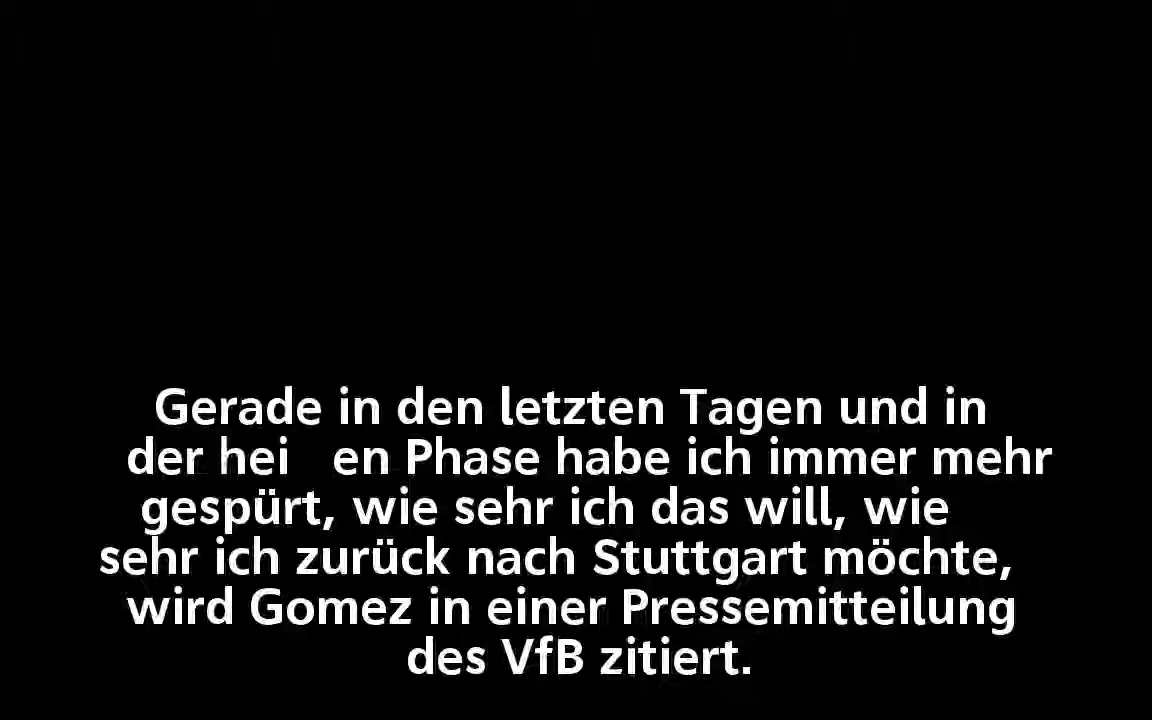 Gerade in den letzten Tagen und in
der hei en Phase habe ich immer mehr
gespürt, wie sehr ich das will, wie
sehr ich zurück nach Stuttgart möchte,
wird Gomez in einer Pressemitteilung
des VfB zitiert.